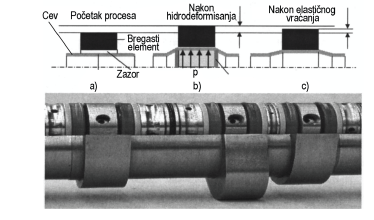 Cev
Početak procesa
Nakon
hidrodeformisanja
Nakon elastičnog
vraćanja
Bregasti
element
Zazor
p
a)
b)
c)